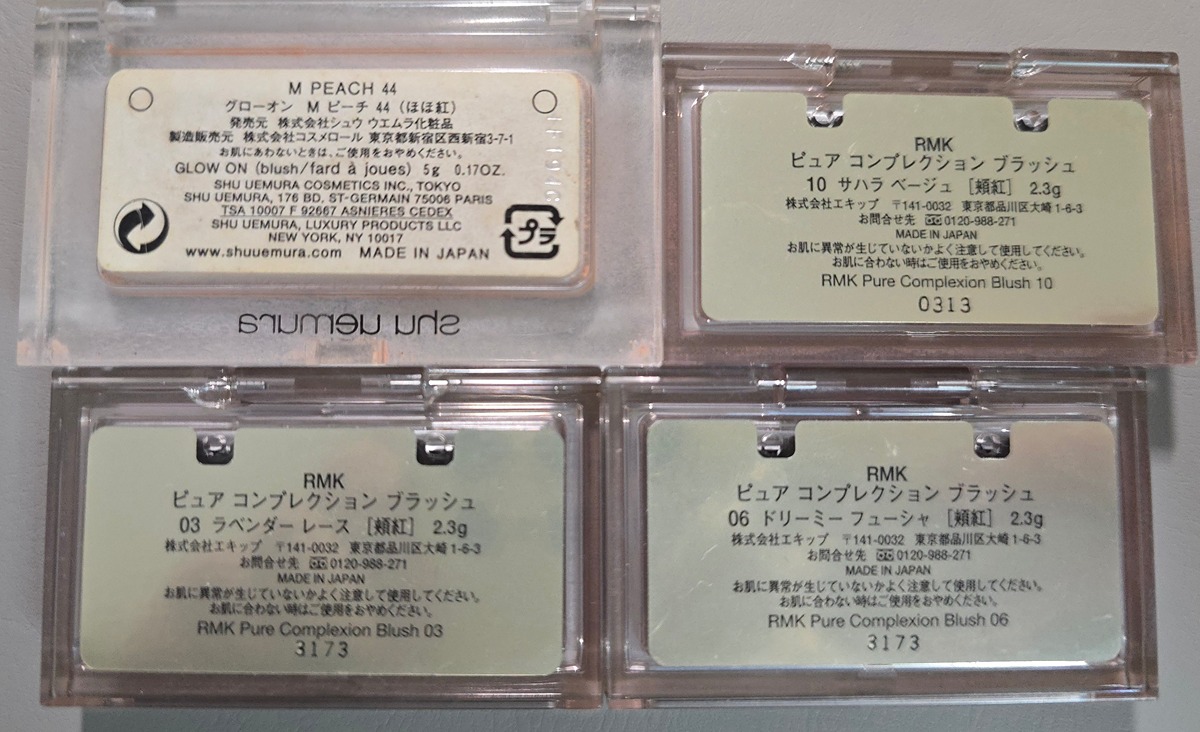 M PEACH 44
グローオン M ピーチ 44 (ほほ紅)
発売元 株式会社シュウ ウエムラ化粧品
製造販売元 株式会社コスメロール 東京都新宿区西新宿3-7-1
お肌にあわないときは、ご使用をおやめください。
GLOW ON (blush/fard à joues) 5g 0.17OZ.
SHU UEMURA COSMETICS INC., TOKYO
SHU UEMURA, 176 BD. ST-GERMAIN 75006 PARIS
TSA 10007 F 92667 ASNIERES CEDEX
SHU UEMURA, LUXURY PRODUCTS LLC
NEW YORK, NY 10017
www.shuuemura.com MADE IN JAPAN
プラ
shu uemura
RMK
ピュア コンプレクション ブラッシュ
10 サハラ ベージュ [頬紅] 2.3g
株式会社エキップ 〒141-0032 東京都品川区大崎1-6-3
お問合せ先 0120-988-271
MADE IN JAPAN
お肌に異常が生じていないかよく注意して使用してください。
お肌に合わない時はご使用をおやめください。
RMK Pure Complexion Blush 10
0313
RMK
ピュア コンプレクション ブラッシュ
03 ラベンダー レース [頬紅] 2.3g
株式会社エキップ 〒141-0032 東京都品川区大崎1-6-3
お問合せ先 0120-988-271
MADE IN JAPAN
お肌に異常が生じていないかよく注意して使用してください。
お肌に合わない時はご使用をおやめください。
RMK Pure Complexion Blush 03
3173
RMK
ピュア コンプレクション ブラッシュ
06 ドリーミー フューシャ [頬紅] 2.3g
株式会社エキップ 〒141-0032 東京都品川区大崎1-6-3
お問合せ先 0120-988-271
MADE IN JAPAN
お肌に異常が生じていないかよく注意して使用してください。
お肌に合わない時はご使用をおやめください。
RMK Pure Complexion Blush 06
3173